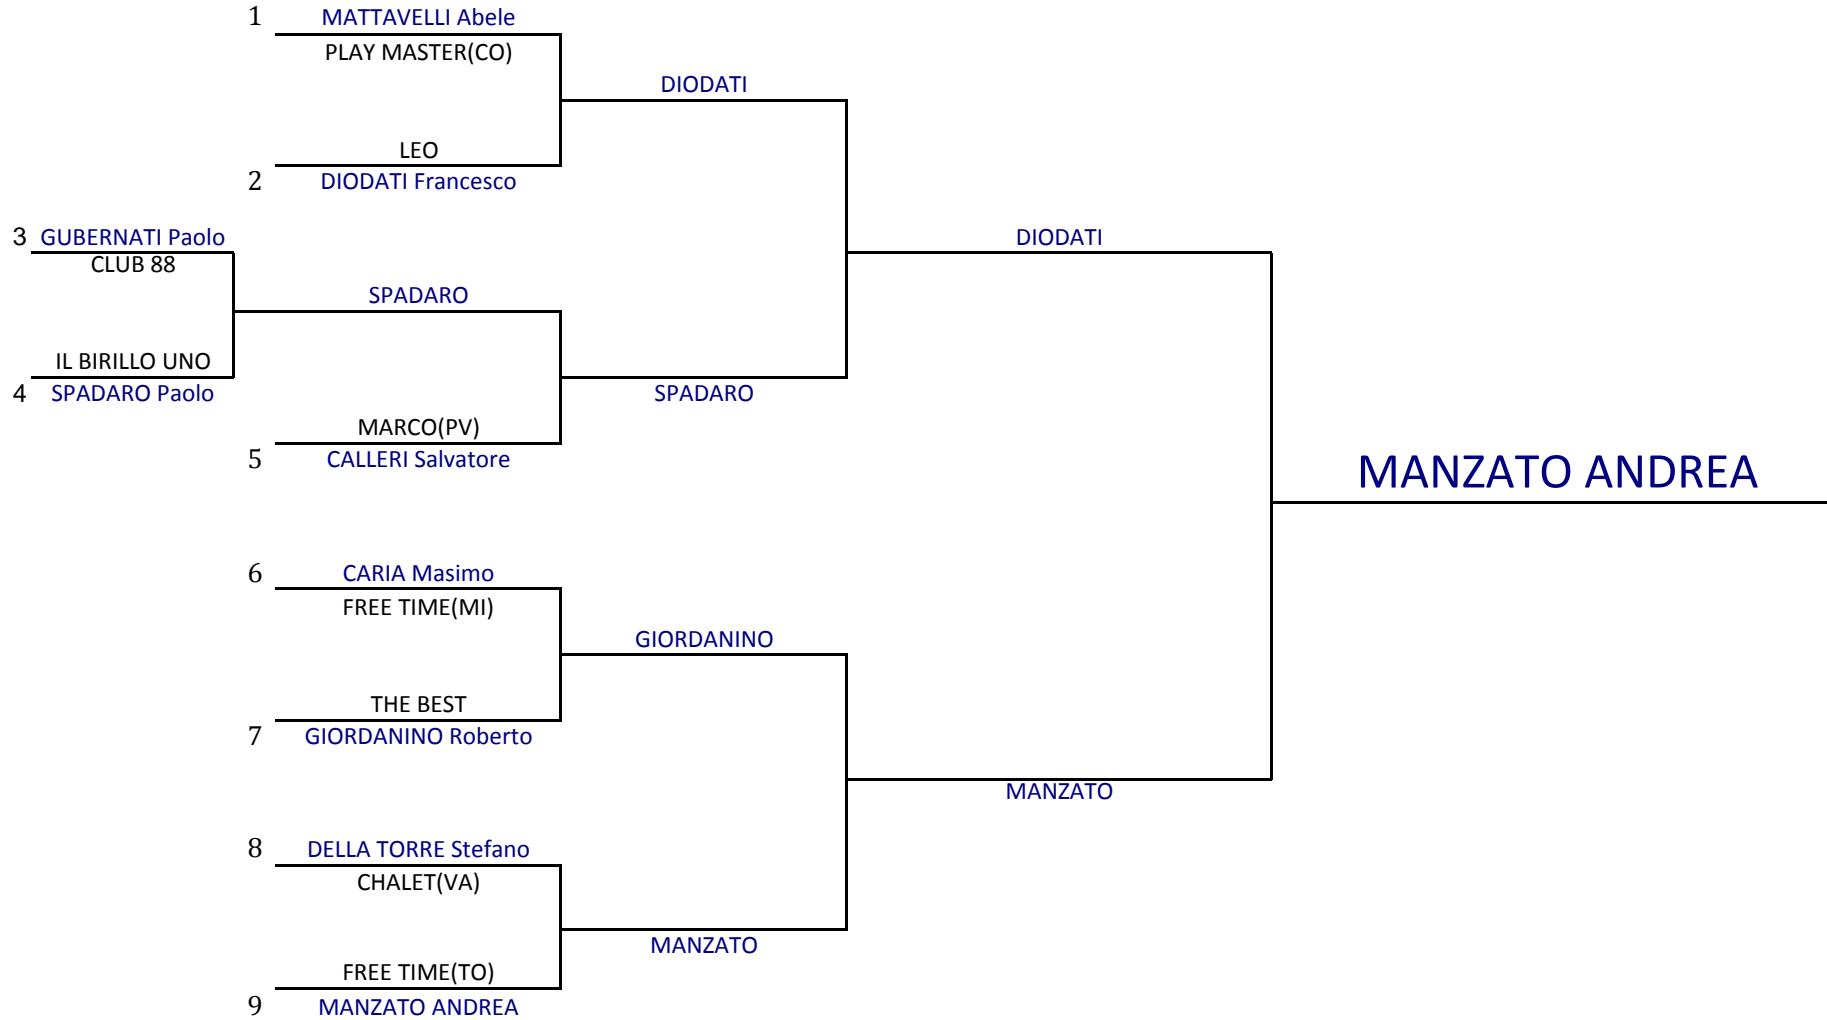 1 MATTAVELLI Abele
PLAY MASTER(CO)
DIODATI
LEO
2 DIODATI Francesco
3 GUBERNATI Paolo
CLUB 88
DIODATI
SPADARO
IL BIRILLO UNO
4 SPADARO Paolo
SPADARO
MARCO(PV)
5 CALLERI Salvatore
MANZATO ANDREA
6 CARIA Masimo
FREE TIME(MI)
GIORDANINO
THE BEST
7 GIORDANINO Roberto
MANZATO
8 DELLA TORRE Stefano
CHALET(VA)
MANZATO
FREE TIME(TO)
9 MANZATO ANDREA